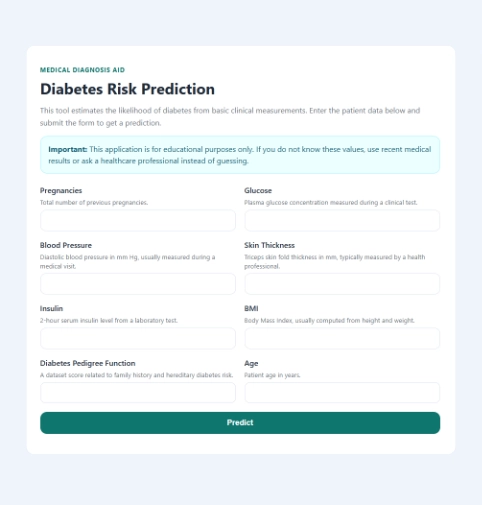 MEDICAL DIAGNOSIS AID
Diabetes Risk Prediction
This tool estimates the likelihood of diabetes from basic clinical measurements. Enter the patient data below and
submit the form to get a prediction.
Important: This application is for educational purposes only. If you do not know these values, use recent medical
results or ask a healthcare professional instead of guessing.
Pregnancies
Total number of previous pregnancies.
Glucose
Plasma glucose concentration measured during a clinical test.
Blood Pressure
Diastolic blood pressure in mm Hg, usually measured during a
medical visit.
Skin Thickness
Triceps skin fold thickness in mm, typically measured by a health
professional.
Insulin
2-hour serum insulin level from a laboratory test.
BMI
Body Mass Index, usually computed from height and weight.
Diabetes Pedigree Function
A dataset score related to family history and hereditary diabetes risk.
Age
Patient age in years.
Predict